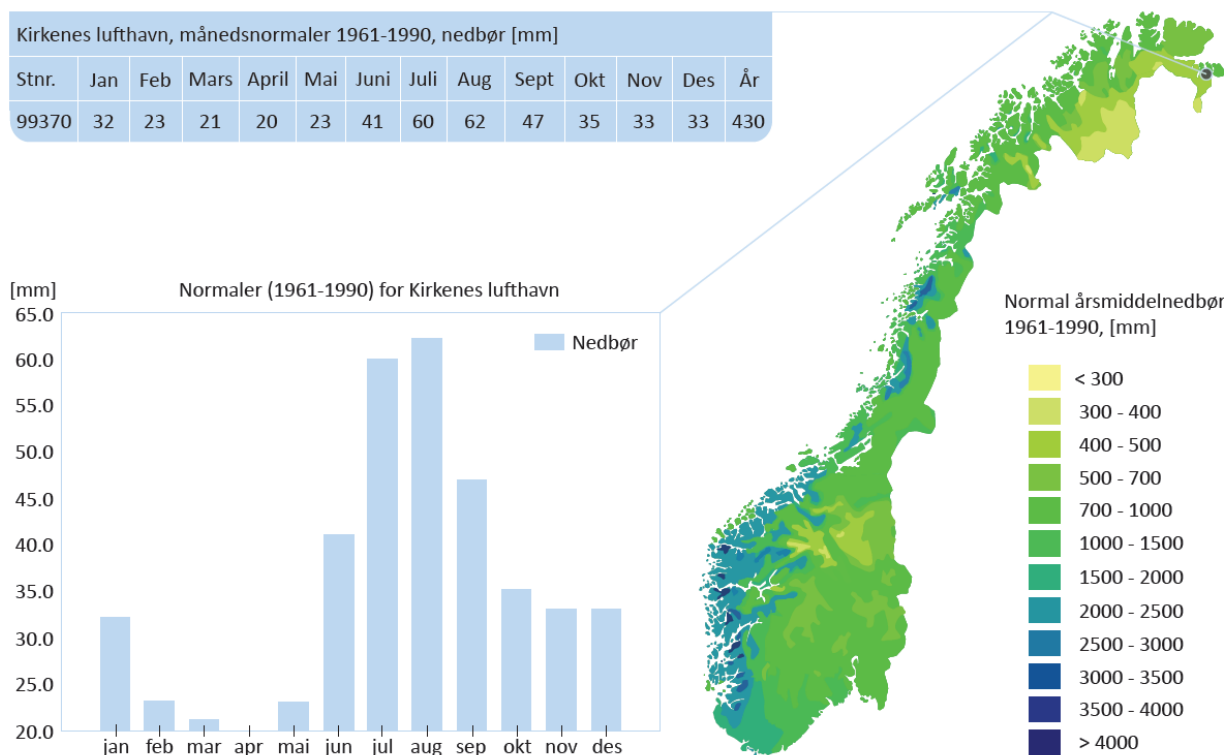 Kirkenes lufthavn, månedsnormaler 1961-1990, nedbør [mm]
Stnr. Jan Feb Mars April Mai Juni Juli Aug Sept Okt Nov Des År
99370 32 23 21 20 23 41 60 62 47 35 33 33 430
[mm] Normaler (1961-1990) for Kirkenes lufthavn
Nedbør
65.0
60.0
55.0
50.0
45.0
40.0
35.0
30.0
25.0
20.0
jan feb mar apr mai jun jul aug sep okt nov des
Normal årsmiddelnedbør
1961-1990, [mm]
< 300
300 - 400
400 - 500
500 - 700
700 - 1000
1000 - 1500
1500 - 2000
2000 - 2500
2500 - 3000
3000 - 3500
3500 - 4000
> 4000